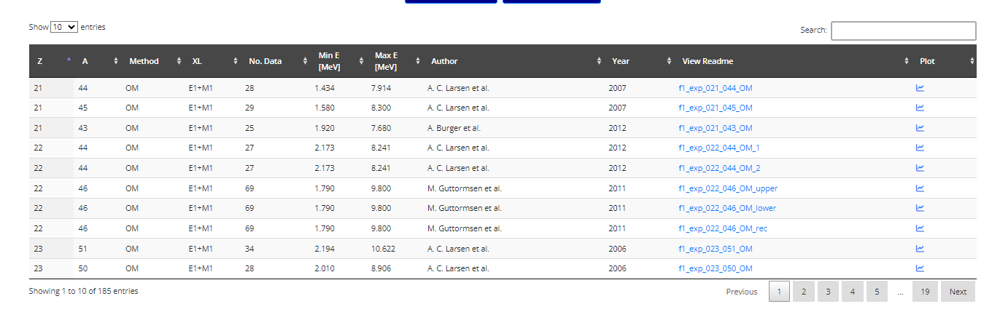 Show 10 entries
Search:
Z A Method XL No. Data Min E [MeV] Max E [MeV] Author Year View Readme Plot
21 44 OM E1+M1 28 1.434 7.914 A. C. Larsen et al. 2007 f1_exp_021_044_OM
21 45 OM E1+M1 29 1.580 8.300 A. C. Larsen et al. 2007 f1_exp_021_045_OM
21 43 OM E1+M1 25 1.920 7.680 A. Burger et al. 2012 f1_exp_021_043_OM
22 44 OM E1+M1 27 2.173 8.241 A. C. Larsen et al. 2012 f1_exp_022_044_OM_1
22 44 OM E1+M1 27 2.173 8.241 A. C. Larsen et al. 2012 f1_exp_022_044_OM_2
22 46 OM E1+M1 69 1.790 9.800 M. Guttormsen et al. 2011 f1_exp_022_046_OM_upper
22 46 OM E1+M1 69 1.790 9.800 M. Guttormsen et al. 2011 f1_exp_022_046_OM_lower
22 46 OM E1+M1 69 1.790 9.800 M. Guttormsen et al. 2011 f1_exp_022_046_OM_rec
23 51 OM E1+M1 34 2.194 10.622 A. C. Larsen et al. 2006 f1_exp_023_051_OM
23 50 OM E1+M1 28 2.010 8.906 A. C. Larsen et al. 2006 f1_exp_023_050_OM
Showing 1 to 10 of 185 entries
Previous 1 2 3 4 5 ... 19 Next